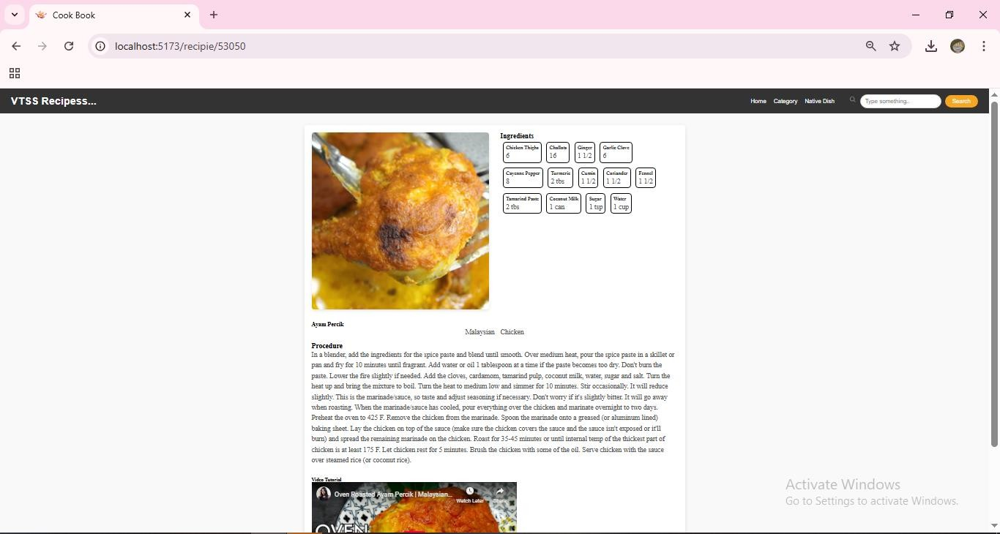 Cook Book
localhost:5173/recipie/53050
VTSS Recipess...
Home Category Native Dish Type something.. Search
Ingredients
Chicken Thighs Challots Ginger Garlic Clove
6 16 1 1/2 6
Cayenne Pepper Turmeric Cumin Coriander Fennel
8 2 tbs 1 1/2 1 1/2 1 1/2
Tamarind Paste Coconut Milk Sugar Water
2 tbs 1 can 1 tsp 1 cup
Ayam Percik
Malaysian Chicken
Procedure
In a blender, add the ingredients for the spice paste and blend until smooth. Over medium heat, pour the spice paste in a skillet or
pan and fry for 10 minutes until fragrant. Add water or oil 1 tablespoon at a time if the paste becomes too dry. Don't burn the
paste. Lower the fire slightly if needed. Add the cloves, cardamom, tamarind pulp, coconut milk, water, sugar and salt. Turn the
heat up and bring the mixture to boil. Turn the heat to medium low and simmer for 10 minutes. Stir occasionally. It will reduce
slightly. This is the marinade/sauce, so taste and adjust seasoning if necessary. Don't worry if it's slightly bitter. It will go away
when roasting. When the marinade/sauce has cooled, pour everything over the chicken and marinate overnight to two days.
Preheat the oven to 425 F. Remove the chicken from the marinade. Spoon the marinade onto a greased (or aluminum lined)
baking sheet. Lay the chicken on top of the sauce (make sure the chicken covers the sauce and the sauce isn't exposed or it'll
burn) and spread the remaining marinade on the chicken. Roast for 35-45 minutes or until internal temp of the thickest part of
chicken is at least 175 F. Let chicken rest for 5 minutes. Brush the chicken with some of the oil. Serve chicken with the sauce
over steamed rice (or coconut rice).
Video Tutorial
Oven Roasted Ayam Percik | Malaysian...
Watch Later Share
OVEN
Activate Windows
Go to Settings to activate Windows.